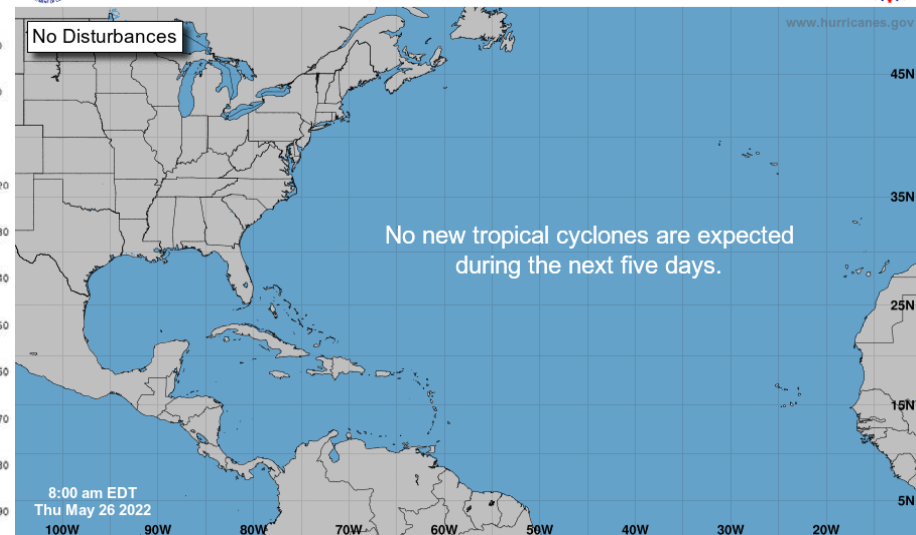 No Disturbances
www.hurricanes.gov
45N
35N
No new tropical cyclones are expected
during the next five days.
25N
15N
5N
8:00 am EDT
Thu May 26 2022
100W 90W 80W 70W 60W 50W 40W 30W 20W